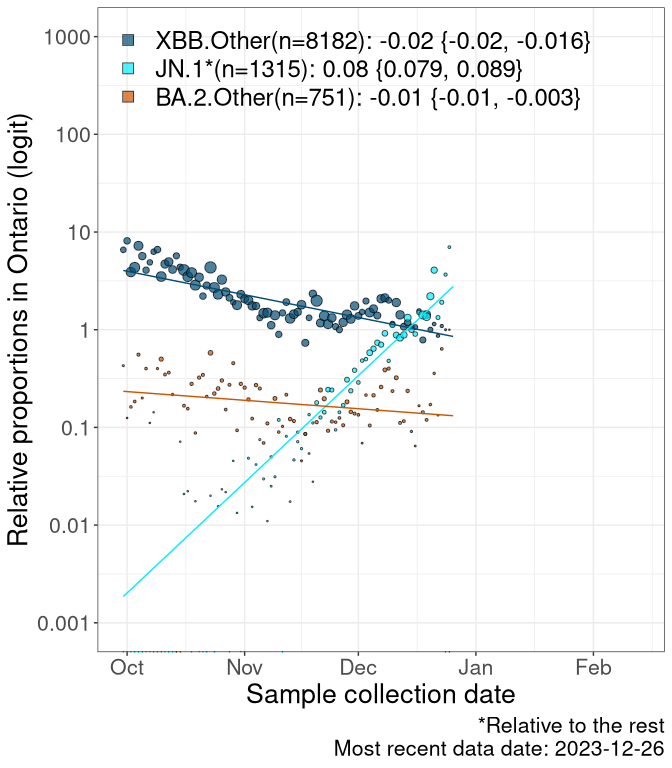 XBB.Other(n=8182): -0.02 {-0.02, -0.016}
JN.1*(n=1315): 0.08 {0.079, 0.089}
BA.2.Other(n=751): -0.01 {-0.01, -0.003}
Relative proportions in Ontario (logit)
1000
100
10
1
0.1
0.01
0.001
Oct Nov Dec Jan Feb
Sample collection date
*Relative to the rest
Most recent data date: 2023-12-26